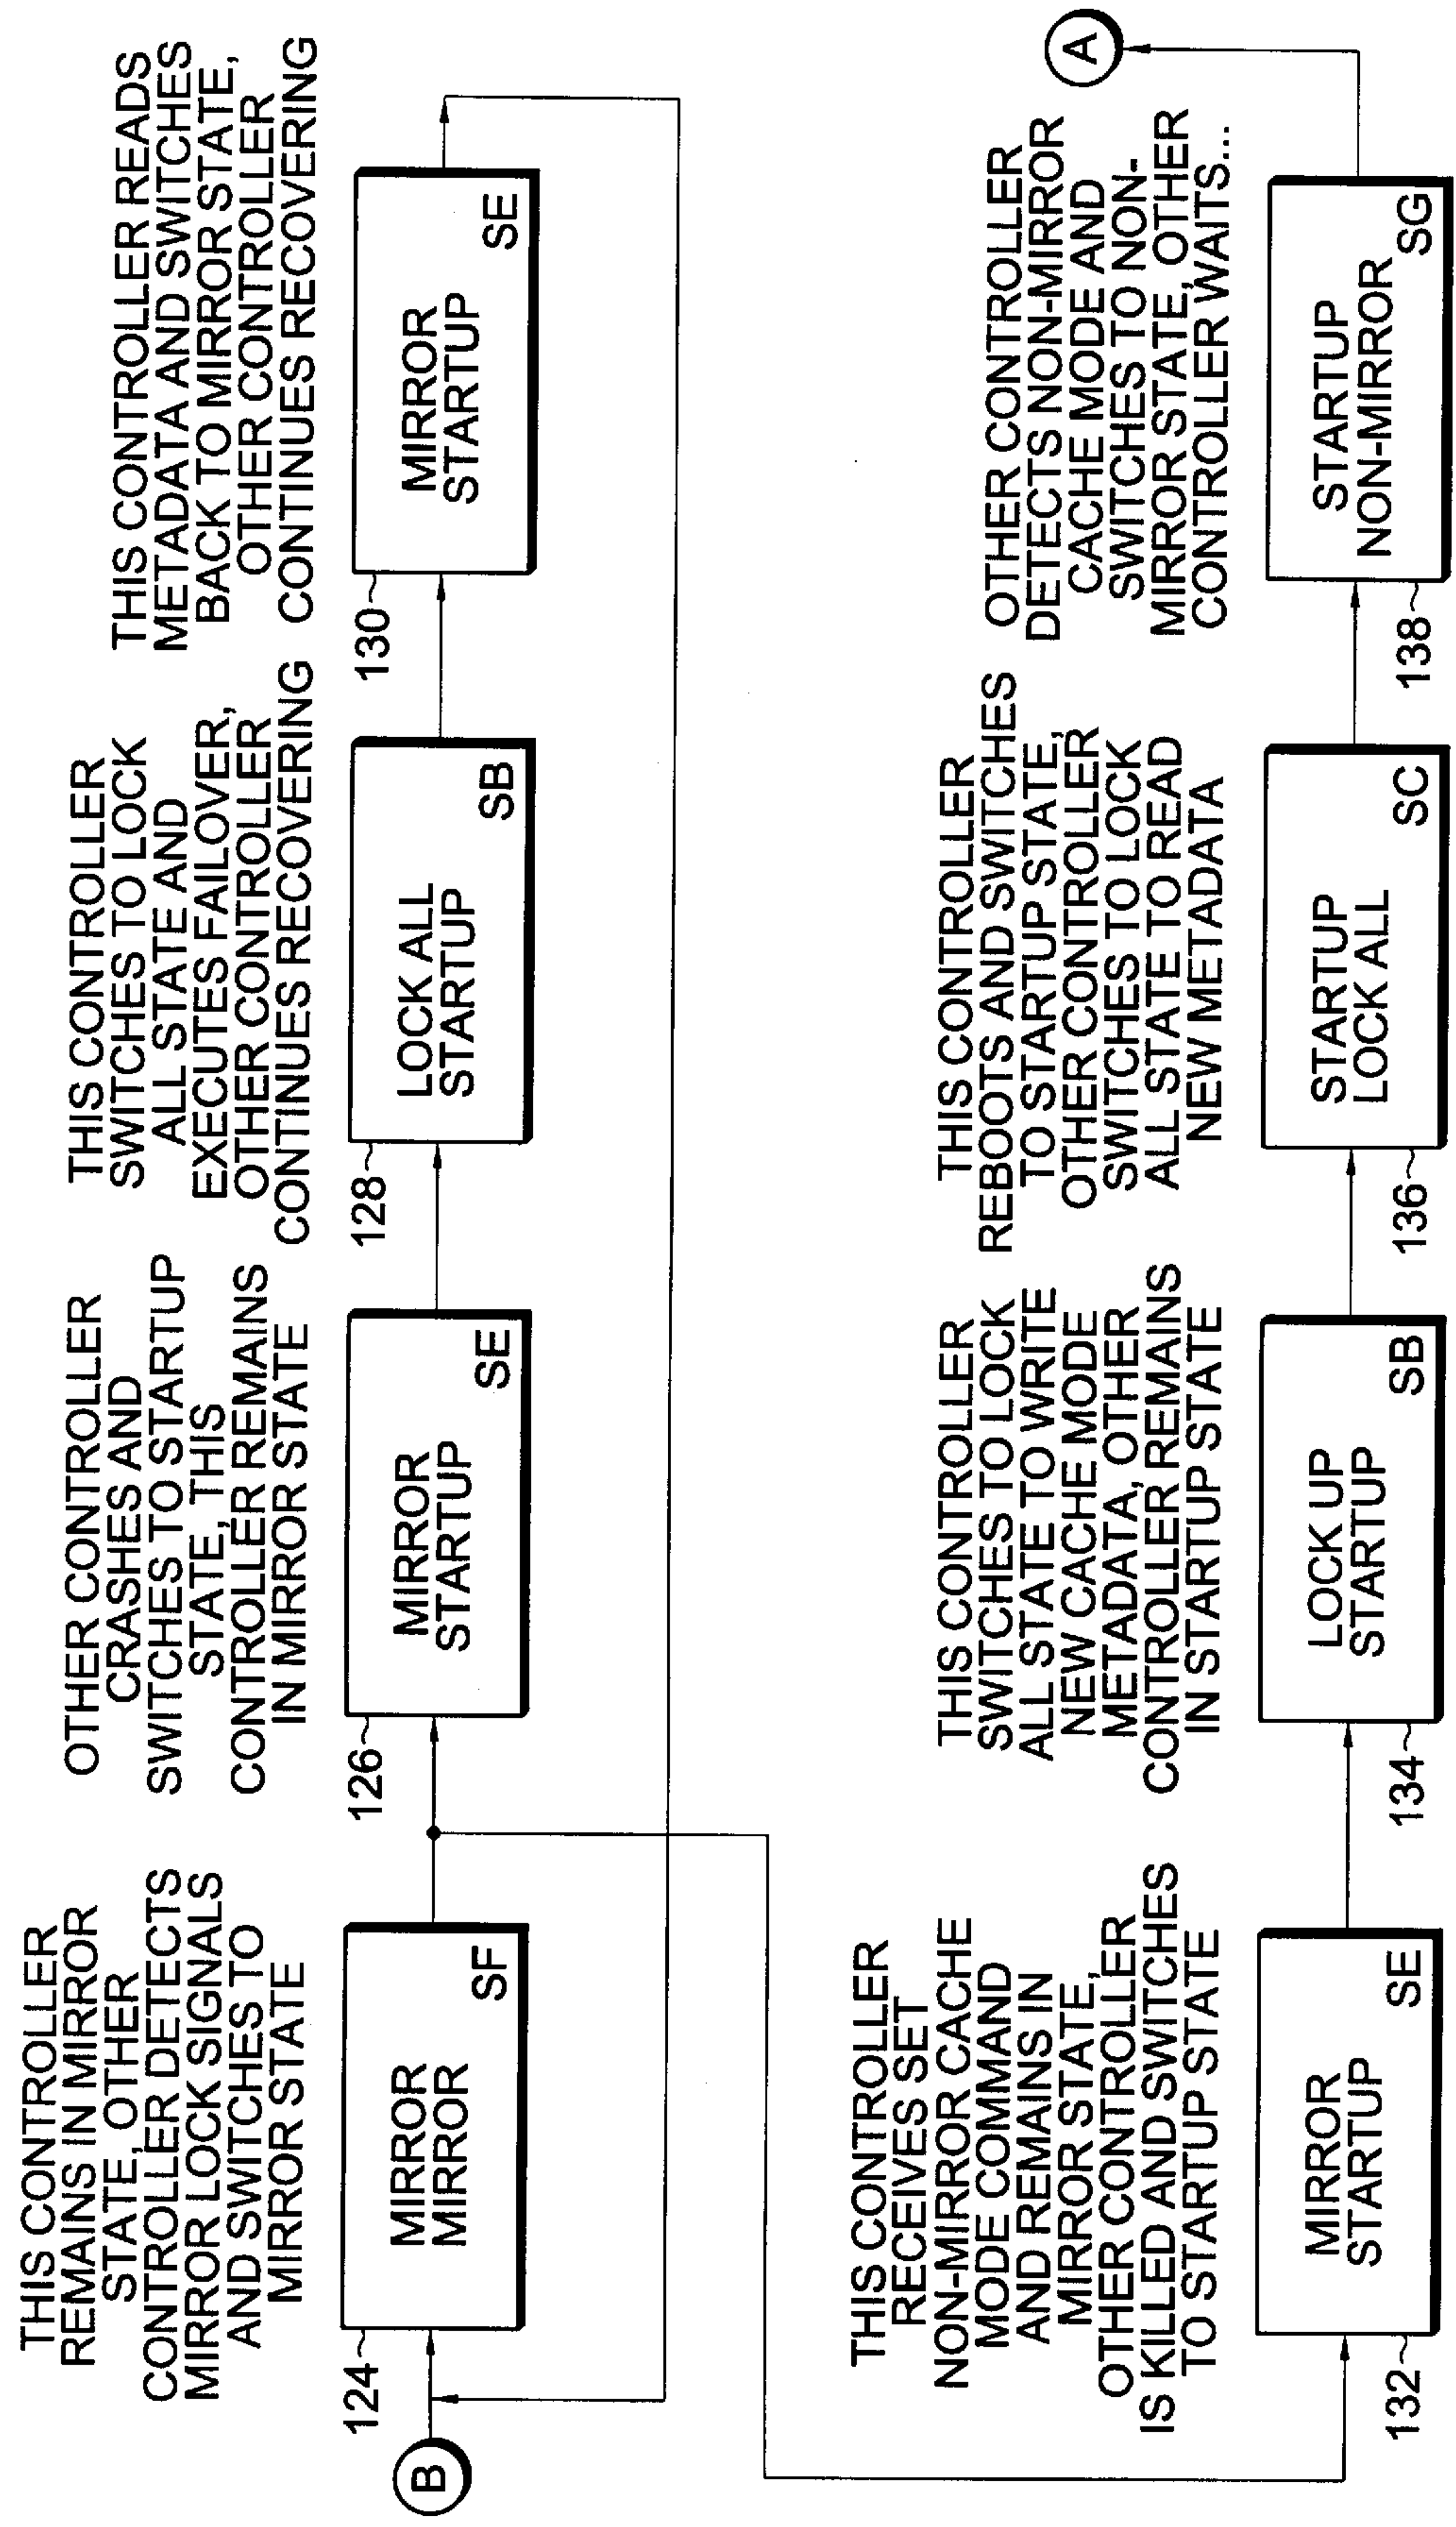 THIS CONTROLLER
REMAINS IN MIRROR
STATE, OTHER
CONTROLLER DETECTS
MIRROR LOCK SIGNALS
AND SWITCHES TO
MIRROR STATE
B
124
MIRROR
MIRROR
SF
OTHER CONTROLLER
CRASHES AND
SWITCHES TO STARTUP
STATE, THIS
CONTROLLER REMAINS
IN MIRROR STATE
126
MIRROR
STARTUP
SE
THIS CONTROLLER
SWITCHES TO LOCK
ALL STATE AND
EXECUTES FAILOVER,
OTHER CONTROLLER
CONTINUES RECOVERING
128
LOCK ALL
STARTUP
SB
THIS CONTROLLER READS
METADATA AND SWITCHES
BACK TO MIRROR STATE,
OTHER CONTROLLER
CONTINUES RECOVERING
130
MIRROR
STARTUP
SE
THIS CONTROLLER
RECEIVES SET
NON-MIRROR CACHE
MODE COMMAND
AND REMAINS IN
MIRROR STATE,
OTHER CONTROLLER
IS KILLED AND SWITCHES
TO STARTUP STATE
132
MIRROR
STARTUP
SE
THIS CONTROLLER
SWITCHES TO LOCK
ALL STATE TO WRITE
NEW CACHE MODE
METADATA, OTHER
CONTROLLER REMAINS
IN STARTUP STATE
134
LOCK UP
STARTUP
SB
THIS CONTROLLER
REBOOTS AND SWITCHES
TO STARTUP STATE,
OTHER CONTROLLER
SWITCHES TO LOCK
ALL STATE TO READ
NEW METADATA
136
STARTUP
LOCK ALL
SC
OTHER CONTROLLER
DETECTS NON-MIRROR
CACHE MODE AND
SWITCHES TO NON-
MIRROR STATE, OTHER
CONTROLLER WAITS...
138
STARTUP
NON-MIRROR
SG
A